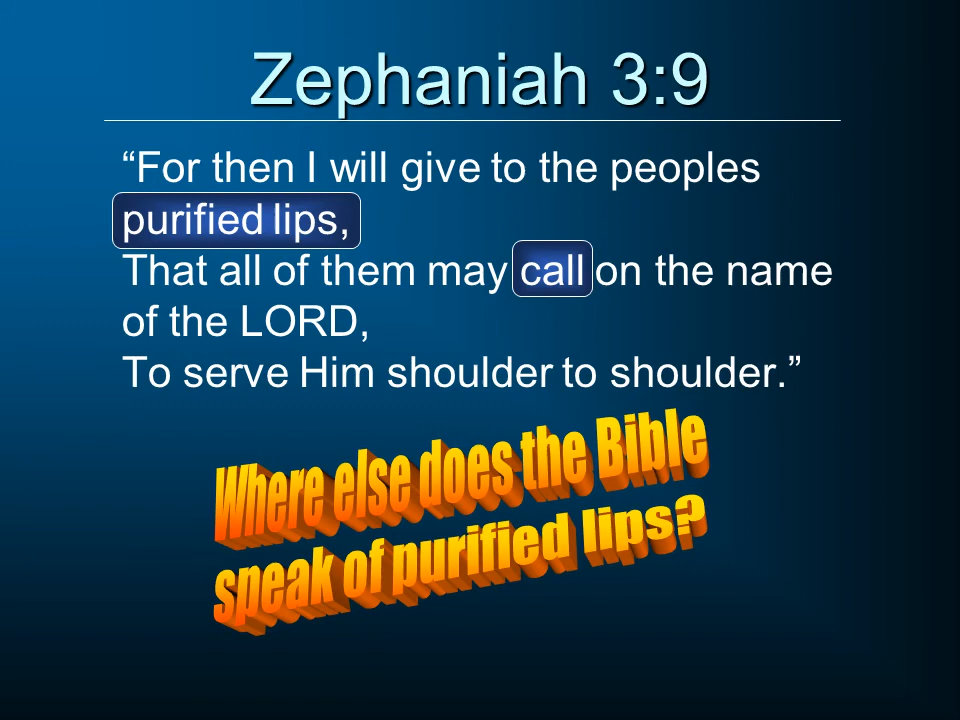 Zephaniah 3:9
“For then I will give to the peoples
purified lips,
That all of them may call on the name
of the LORD,
To serve Him shoulder to shoulder.”
Where else does the Bible
speak of purified lips?